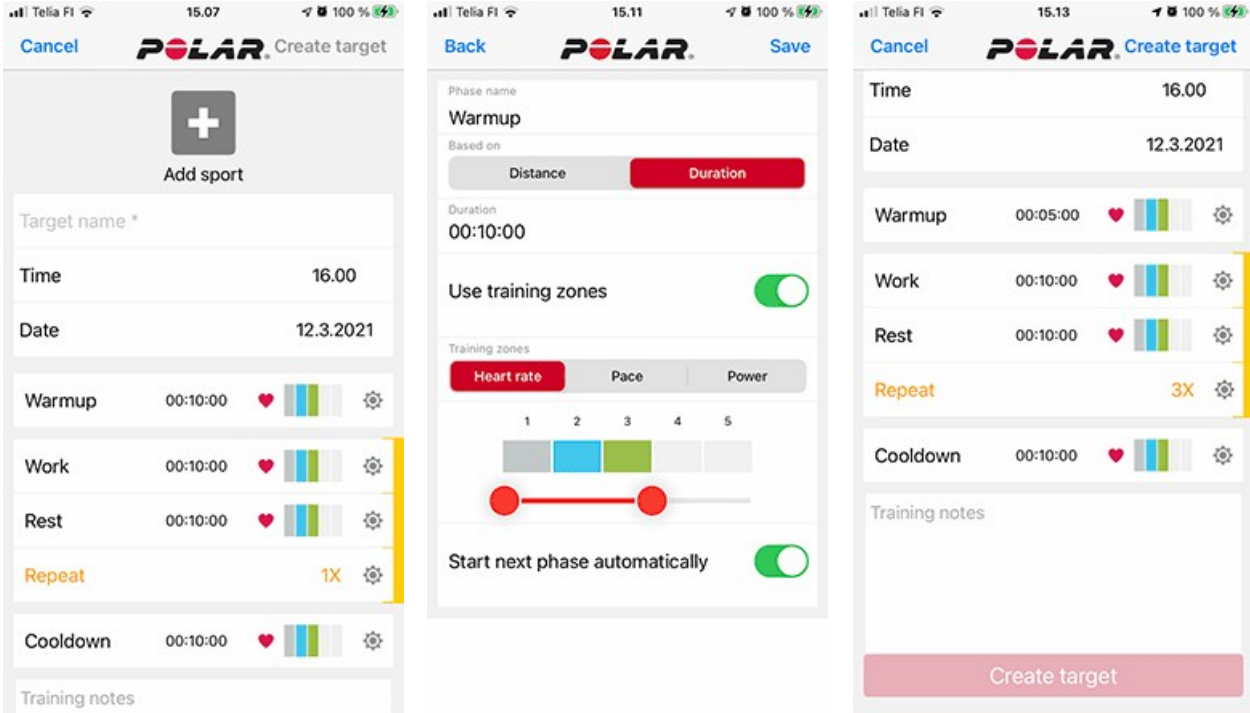 Telia FI 15.07 100 %
Cancel POLAR. Create target
Add sport
Target name *
Time 16.00
Date 12.3.2021
Warmup 00:10:00
Work 00:10:00
Rest 00:10:00
Repeat 1X
Cooldown 00:10:00
Training notes
Telia FI 15.11 100 %
Back POLAR. Save
Phase name
Warmup
Based on
Distance Duration
Duration
00:10:00
Use training zones
Training zones
Heart rate Pace Power
1 2 3 4 5
Start next phase automatically
Telia FI 15.13 100 %
Cancel POLAR. Create target
Time 16.00
Date 12.3.2021
Warmup 00:05:00
Work 00:10:00
Rest 00:10:00
Repeat 3X
Cooldown 00:10:00
Training notes
Create target